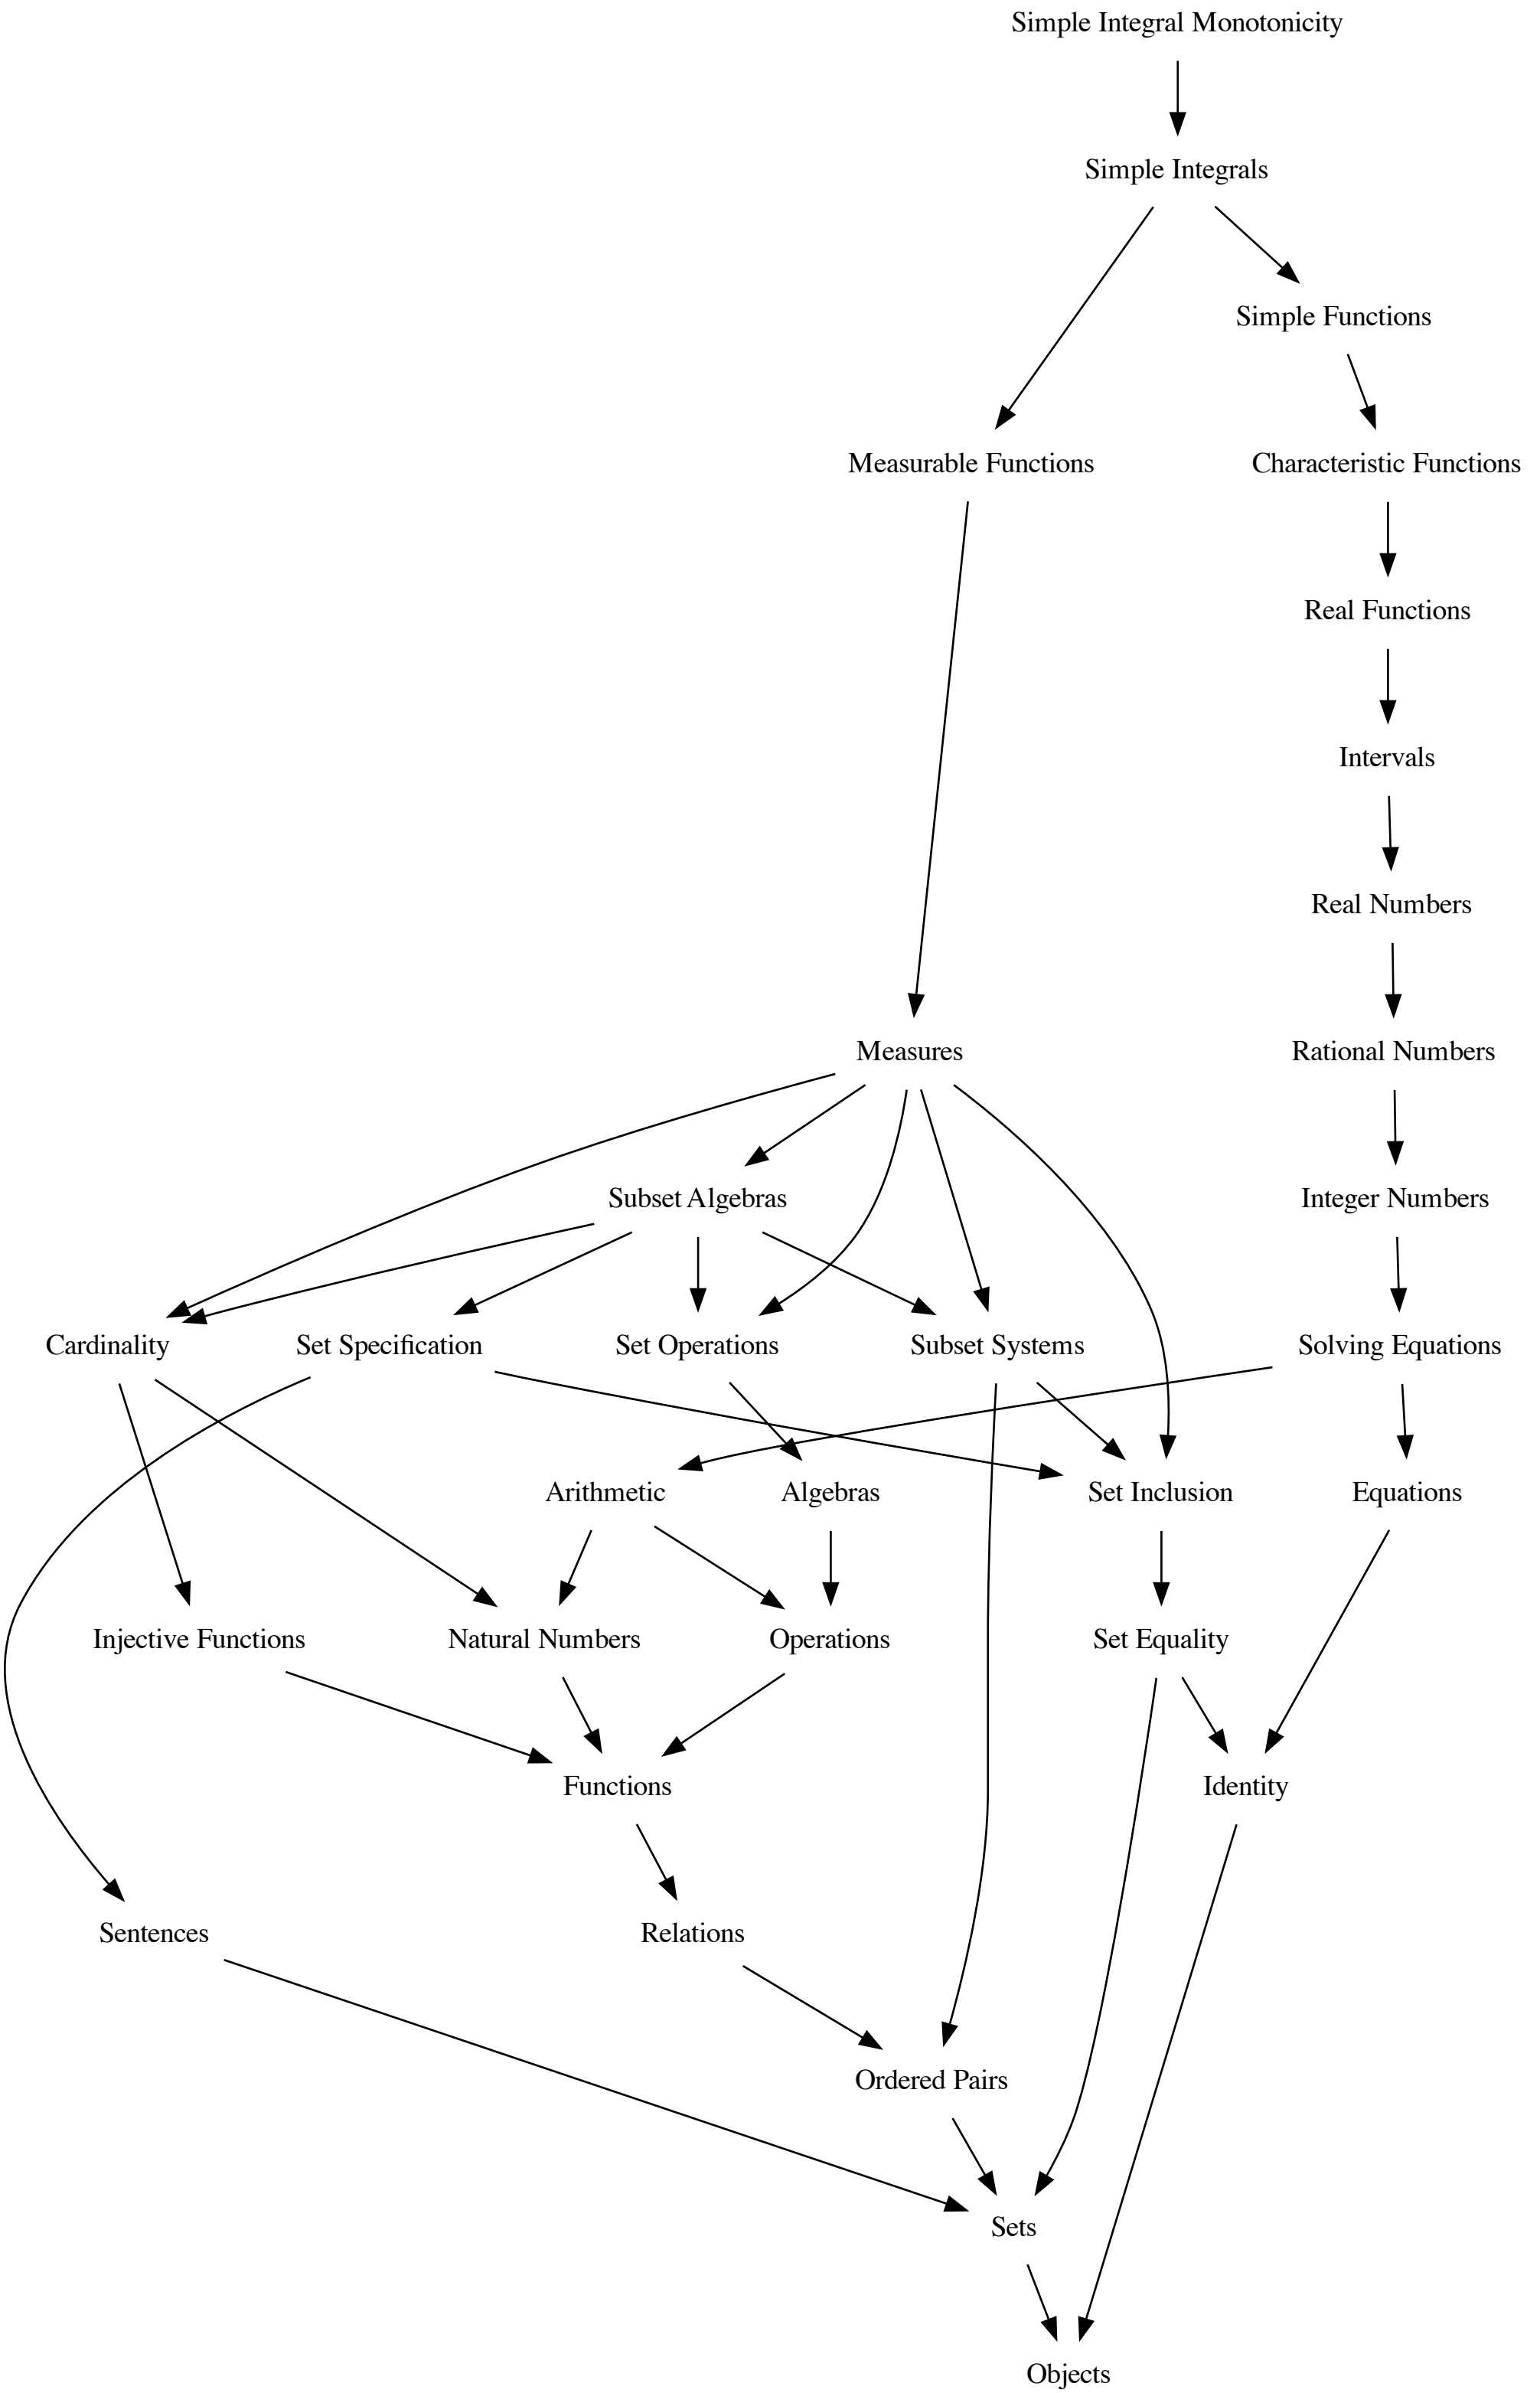 Simple Integral Monotonicity
Simple Integrals
Simple Functions
Measurable Functions
Characteristic Functions
Real Functions
Intervals
Real Numbers
Measures
Rational Numbers
Subset Algebras
Integer Numbers
Cardinality
Set Specification
Set Operations
Subset Systems
Solving Equations
Arithmetic
Algebras
Set Inclusion
Equations
Injective Functions
Natural Numbers
Operations
Set Equality
Functions
Identity
Sentences
Relations
Ordered Pairs
Sets
Objects